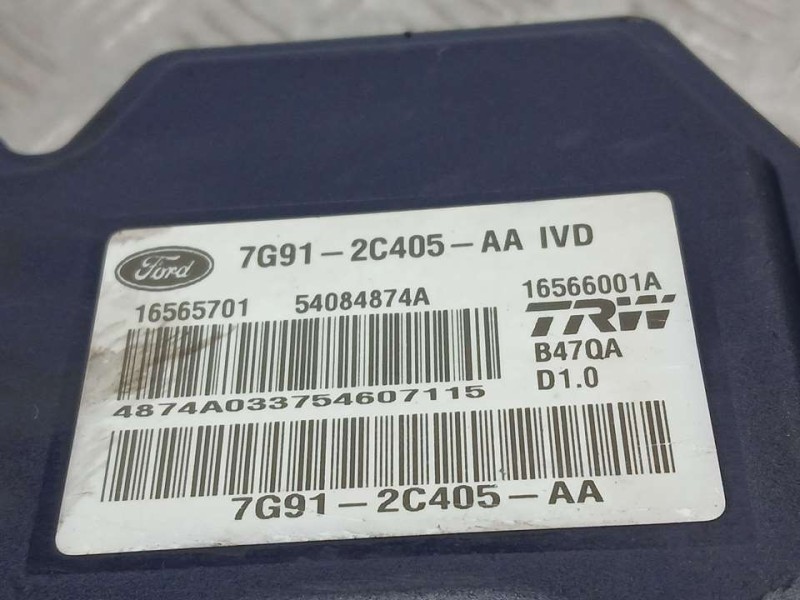 Ford
7G91-2C405-AA IVD
16565701 54084874A 16566001A
TRW
B47QA
D1.0
4874A033754607115
7G91-2C405-AA